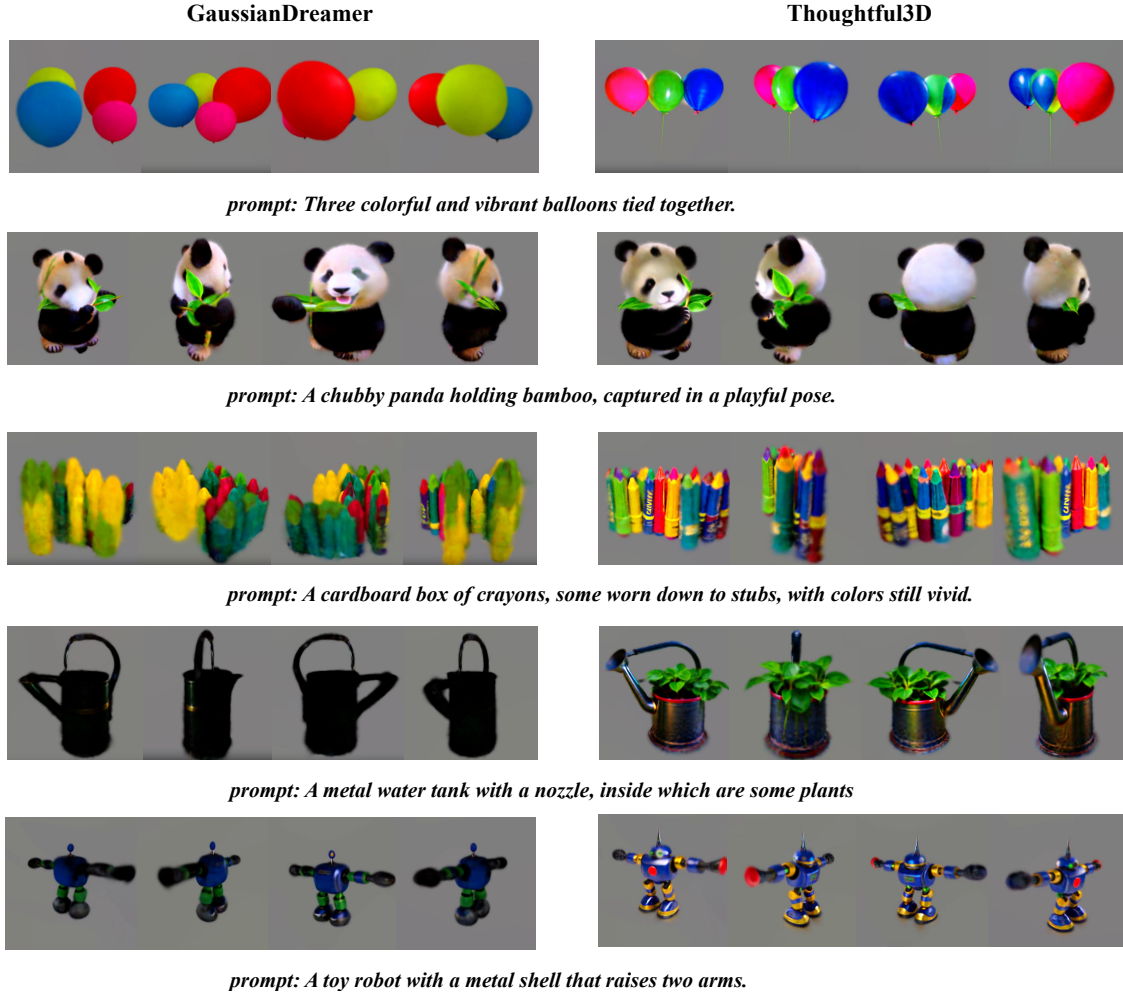 GaussianDreamer
Thoughtful3D
prompt: Three colorful and vibrant balloons tied together.
prompt: A chubby panda holding bamboo, captured in a playful pose.
prompt: A cardboard box of crayons, some worn down to stubs, with colors still vivid.
prompt: A metal water tank with a nozzle, inside which are some plants
prompt: A toy robot with a metal shell that raises two arms.